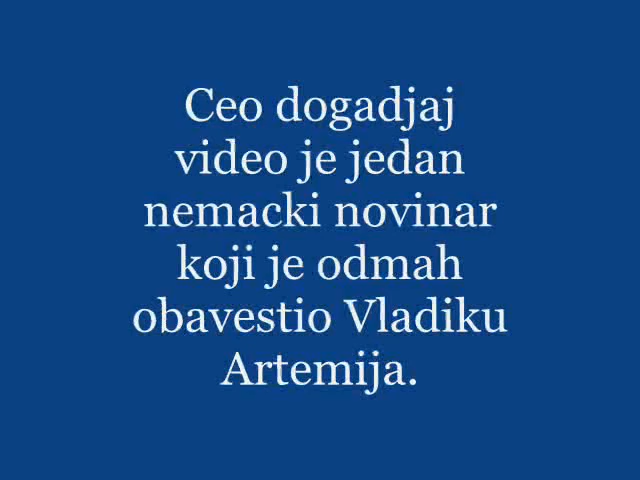 Ceo dogadjaj
video je jedan
nemacki novinar
koji je odmah
obavestio Vladiku
Artemija.